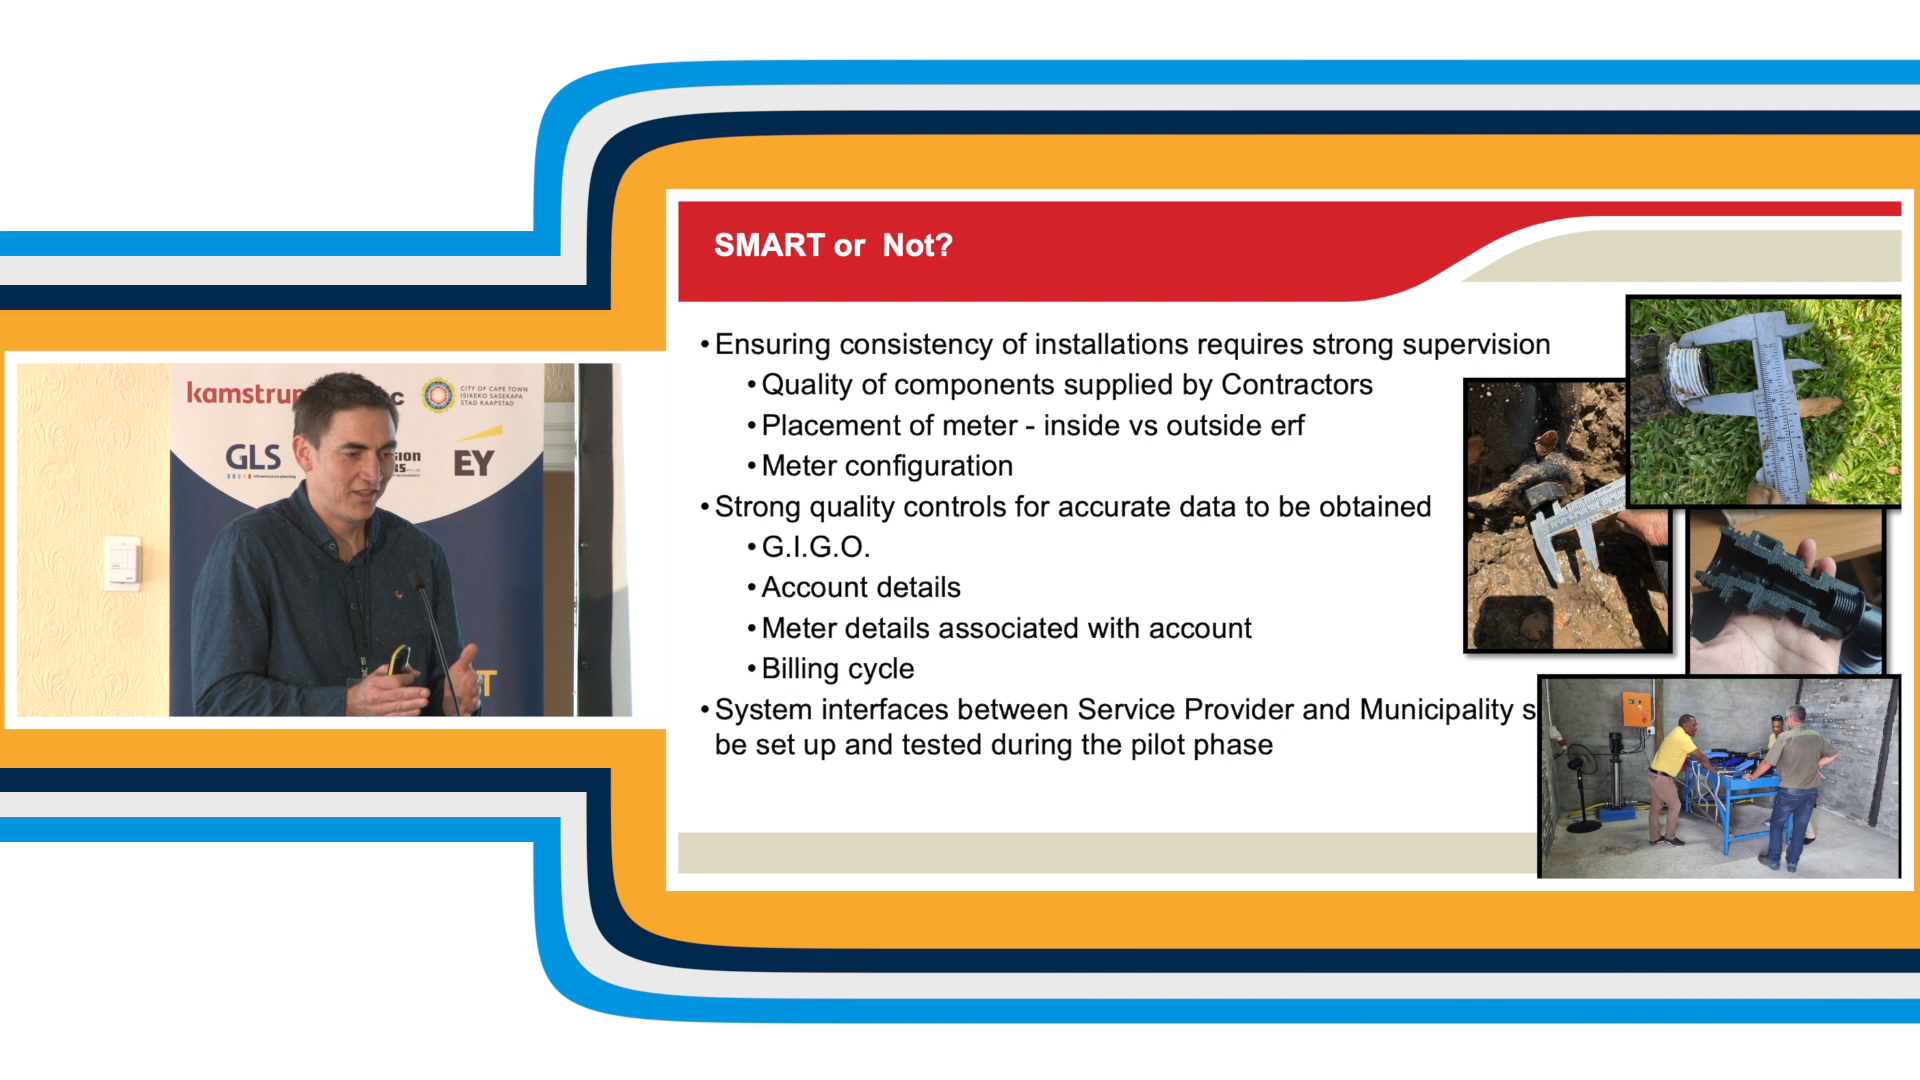 kamstrup
CITY OF CAPE TOWN
ISIXEKO SASEKAPA
STAD KAAPSTAD
GLS
infrastructure planning
EY
SMART or Not?
•Ensuring consistency of installations requires strong supervision
•Quality of components supplied by Contractors
•Placement of meter - inside vs outside erf
•Meter configuration
•Strong quality controls for accurate data to be obtained
•G.I.G.O.
•Account details
•Meter details associated with account
•Billing cycle
•System interfaces between Service Provider and Municipality s
be set up and tested during the pilot phase